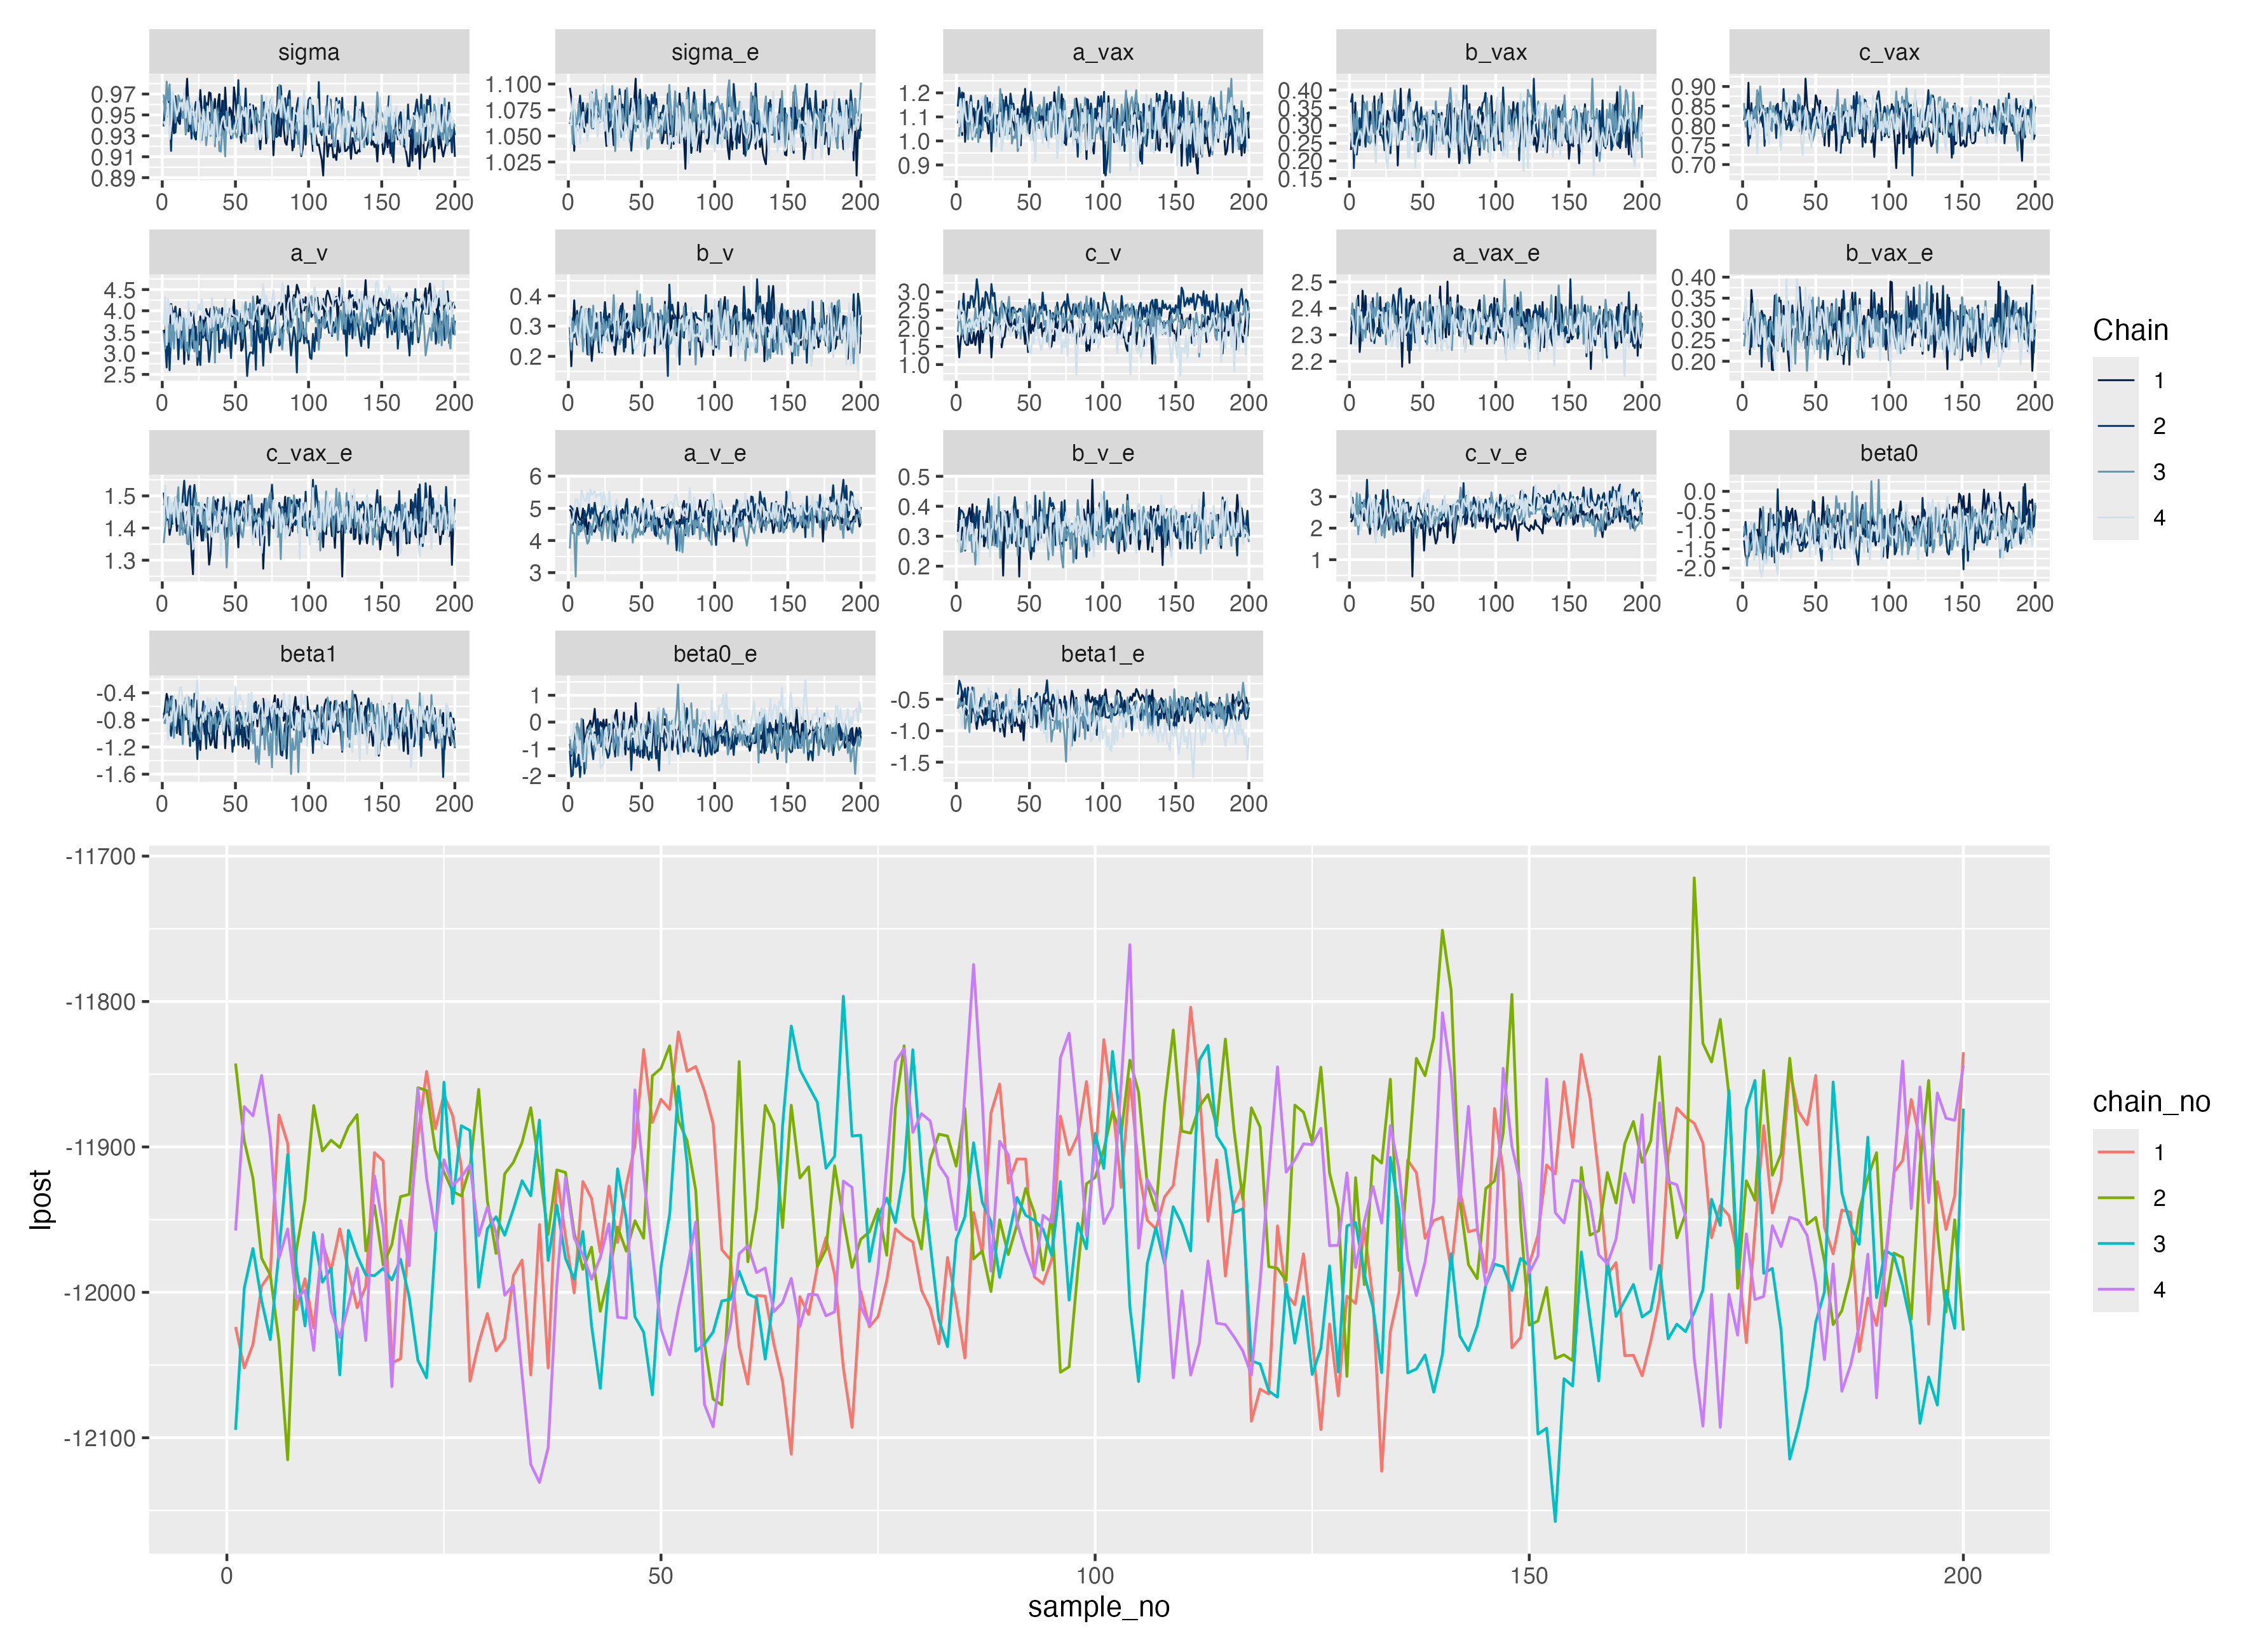 sigma sigma_e a_vax b_vax c_vax
0.97 1.100 1.2 0.40 0.90
0.95 1.075 1.1 0.35 0.85
0.93 1.050 1.0 0.30 0.80
0.91 1.025 0.9 0.25 0.75
0.89 0.20 0.70
0.15
0 50 100 150 200 0 50 100 150 200 0 50 100 150 200 0 50 100 150 200 0 50 100 150 200
a_v b_v c_v a_vax_e b_vax_e
4.5 0.4 3.0 2.5 0.40
4.0 0.3 2.5 2.4 0.35
3.5 0.2 2.0 2.3 0.30
3.0 1.5 2.2 0.25
2.5 1.0 0.20
0 50 100 150 200 0 50 100 150 200 0 50 100 150 200 0 50 100 150 200 0 50 100 150 200
Chain
1
2
3
4
c_vax_e a_v_e b_v_e c_v_e beta0
1.5 6 0.5 3 0.0
1.4 5 0.4 2 -0.5
1.3 4 0.3 1 -1.0
3 0.2 -1.5
-2.0
0 50 100 150 200 0 50 100 150 200 0 50 100 150 200 0 50 100 150 200 0 50 100 150 200
beta1 beta0_e beta1_e
-0.4 1 -0.5
-0.8 0 -1.0
-1.2 -1 -1.5
-1.6 -2
0 50 100 150 200 0 50 100 150 200 0 50 100 150 200
lpost
-11700
-11800
-11900
-12000
-12100
0 50 100 150 200
sample_no
chain_no
1
2
3
4